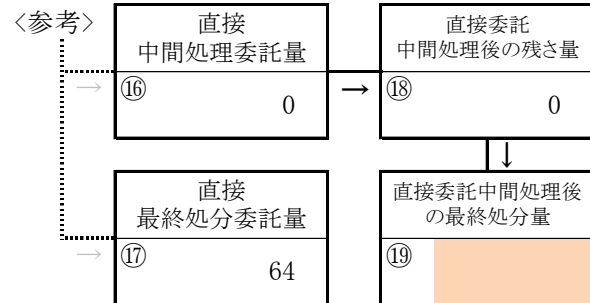 〈参考〉
直接
中間処理委託量
⑯
0
→
→
直接委託
中間処理後の残さ量
⑱
0
↓
直接
最終処分委託量
→
⑰
64
直接委託中間処理後
の最終処分量
⑲